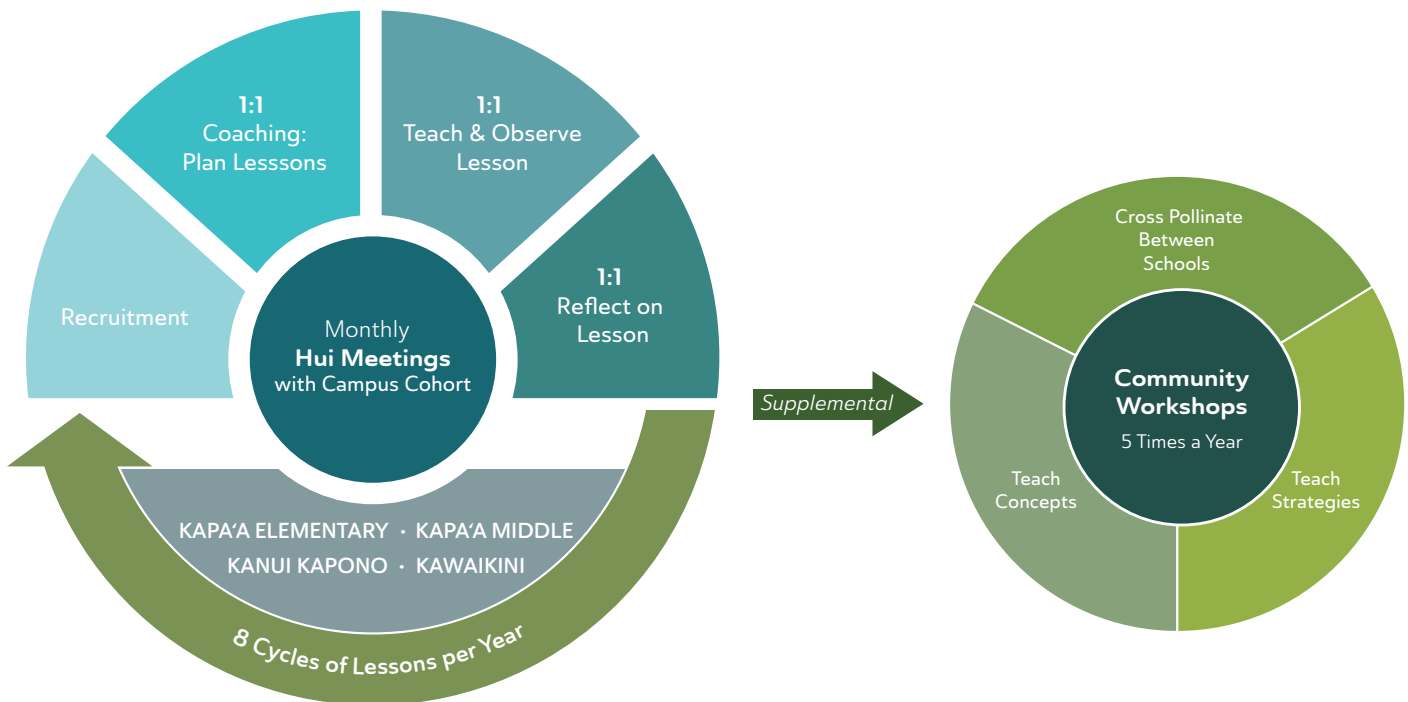 1:1
Coaching:
Plan Lesssons
1:1
Teach & Observe
Lesson
Recruitment
1:1
Reflect on
Lesson
Monthly
Hui Meetings
with Campus Cohort
KAPAʻA ELEMENTARY · KAPAʻA MIDDLE
KANUI KAPONO · KAWAIKINI
8 Cycles of Lessons per Year
Supplemental
Cross Pollinate
Between
Schools
Community
Workshops
5 Times a Year
Teach
Concepts
Teach
Strategies